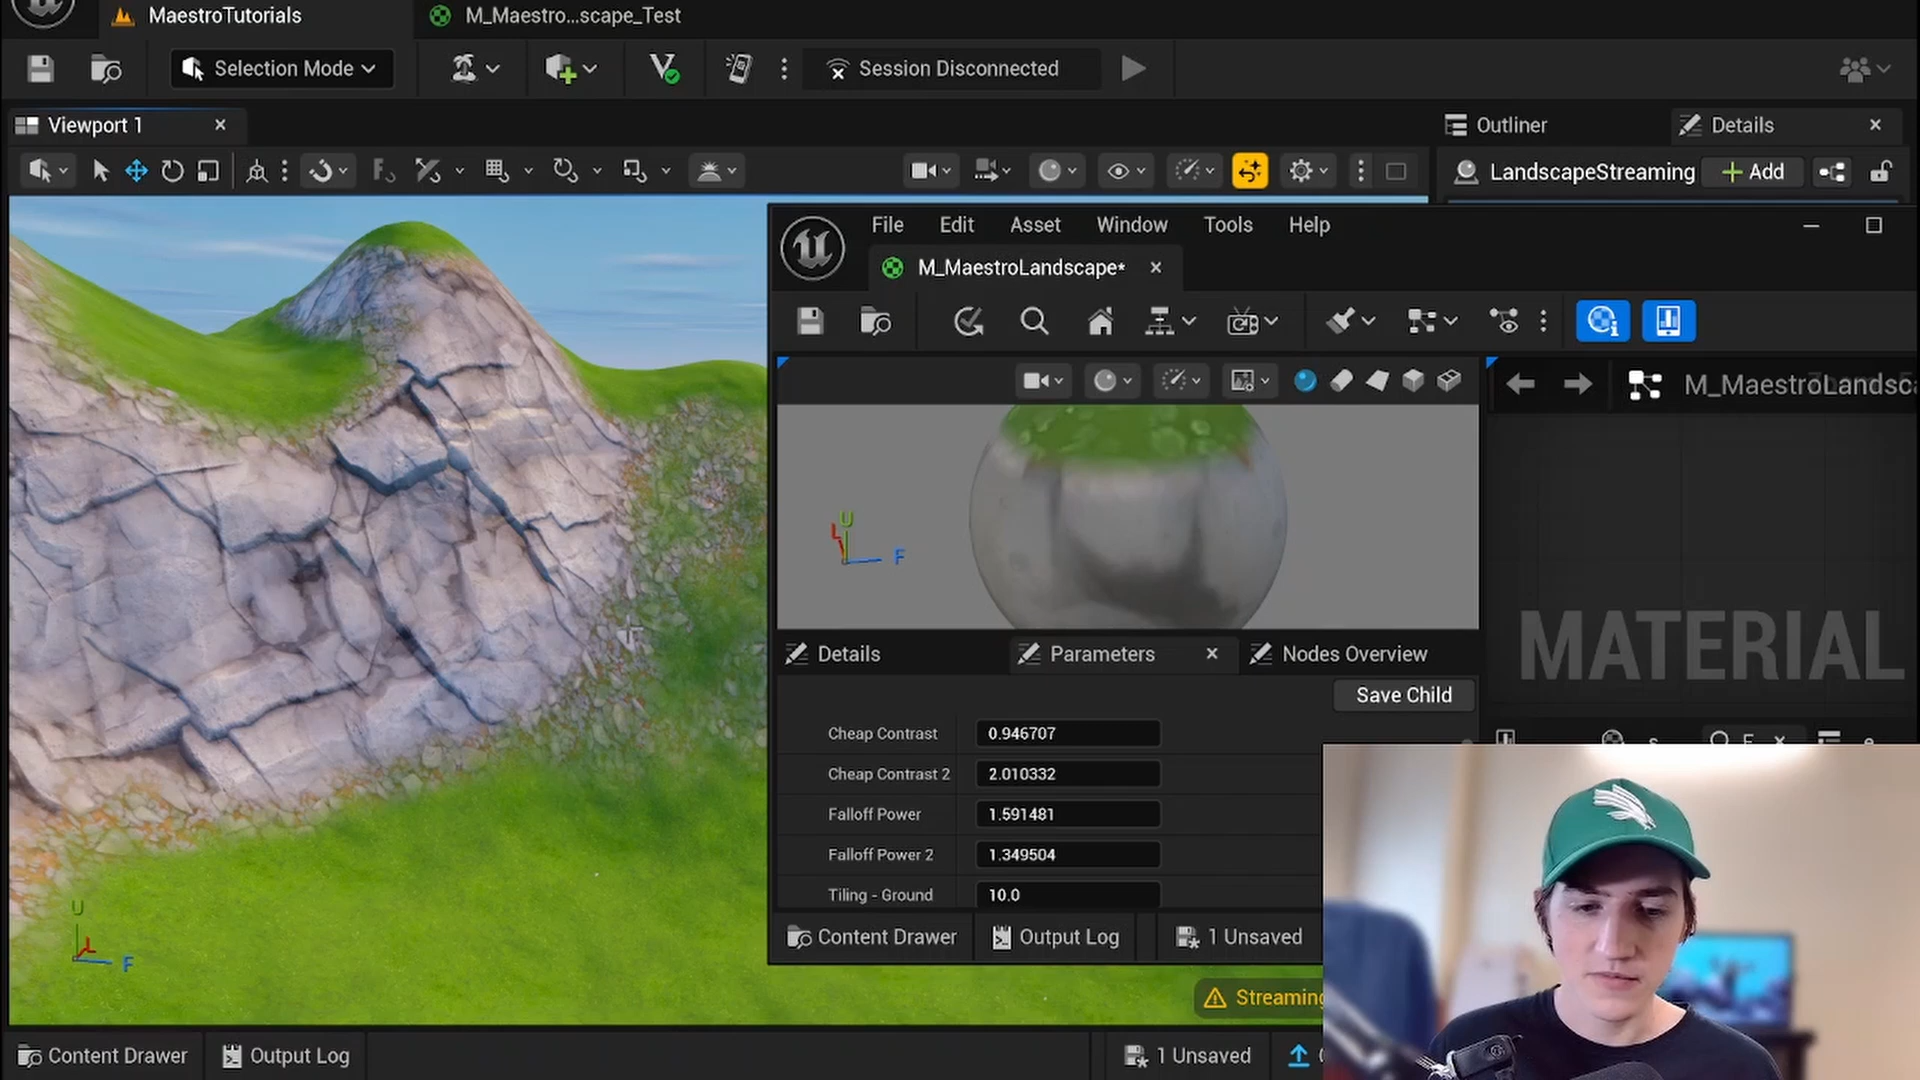 MaestroTutorials
M_Maestro...scape_Test
Selection Mode
Session Disconnected
Viewport 1
Outliner
Details
LandscapeStreaming
Add
File Edit Asset Window Tools Help
M_MaestroLandscape*
M_MaestroLandsca
U
L
F
MATERIAL
Details
Parameters
Nodes Overview
Save Child
Cheap Contrast 0.946707
Cheap Contrast 2 2.010332
Falloff Power 1.591481
Falloff Power 2 1.349504
Tiling - Ground 10.0
Content Drawer
Output Log
1 Unsaved
U
L
F
Streaming
Content Drawer
Output Log
1 Unsaved